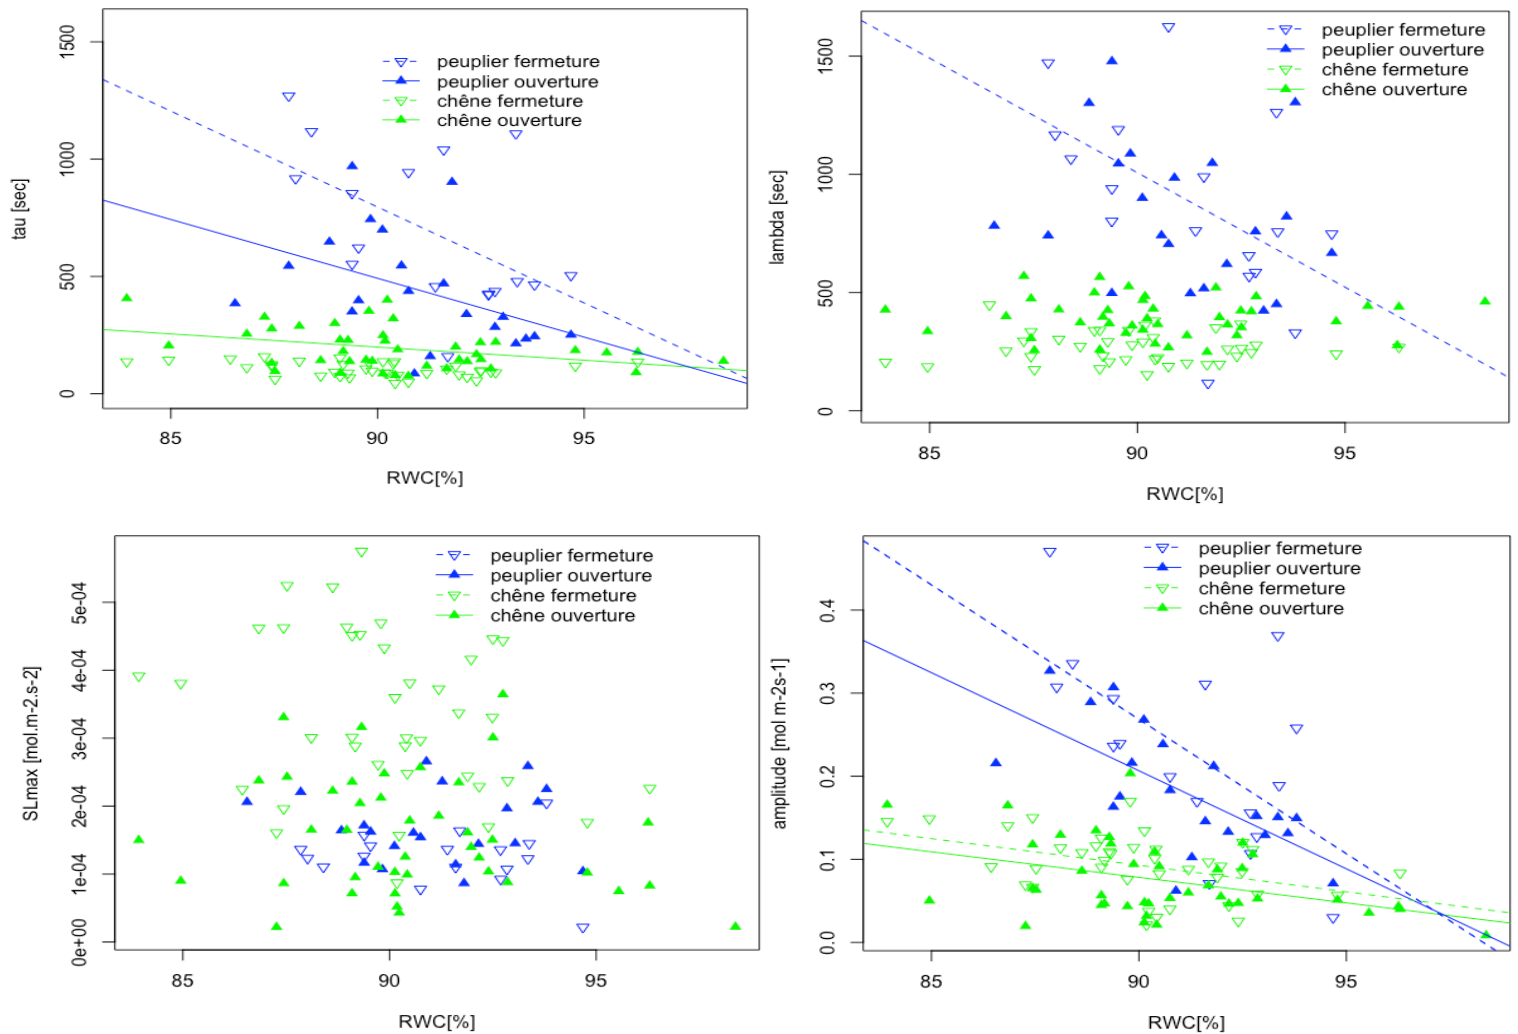 tau [sec]
1500
1000
500
0
peuplier fermeture
peuplier ouverture
chêne fermeture
chêne ouverture
85
90
95
RWC[%]
lambda [sec]
1500
1000
500
0
peuplier fermeture
peuplier ouverture
chêne fermeture
chêne ouverture
85
90
95
RWC[%]
SLmax [mol.m-2.s-2]
5e-04
4e-04
3e-04
2e-04
1e-04
0e+00
peuplier fermeture
peuplier ouverture
chêne fermeture
chêne ouverture
85
90
95
RWC[%]
amplitude [mol m-2s-1]
0.4
0.3
0.2
0.1
0.0
peuplier fermeture
peuplier ouverture
chêne fermeture
chêne ouverture
85
90
95
RWC[%]